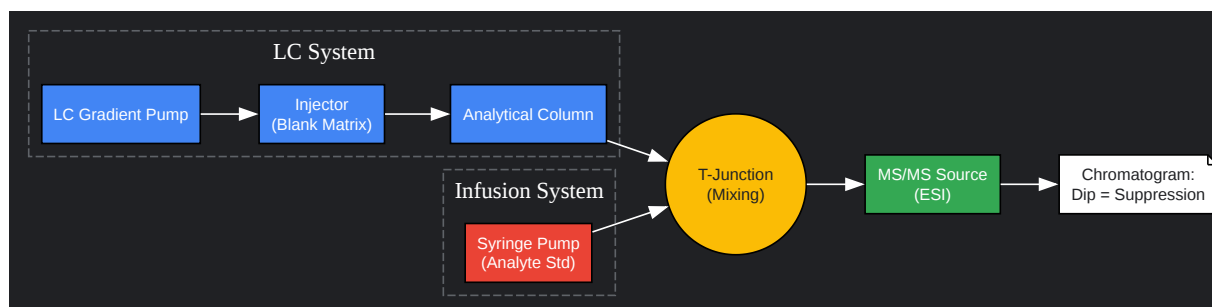 LC System
LC Gradient Pump
Injector
(Blank Matrix)
Analytical Column
Infusion System
Syringe Pump
(Analyte Std)
T-Junction
(Mixing)
MS/MS Source
(ESI)
Chromatogram:
Dip = Suppression